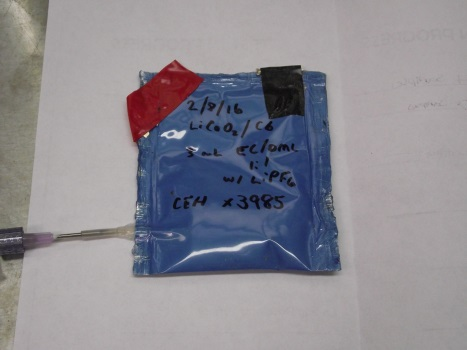 2/8/16
LiCoO2/C6
3 mL EC/DMC
1:1
w/ LiPF6
CEH x3985